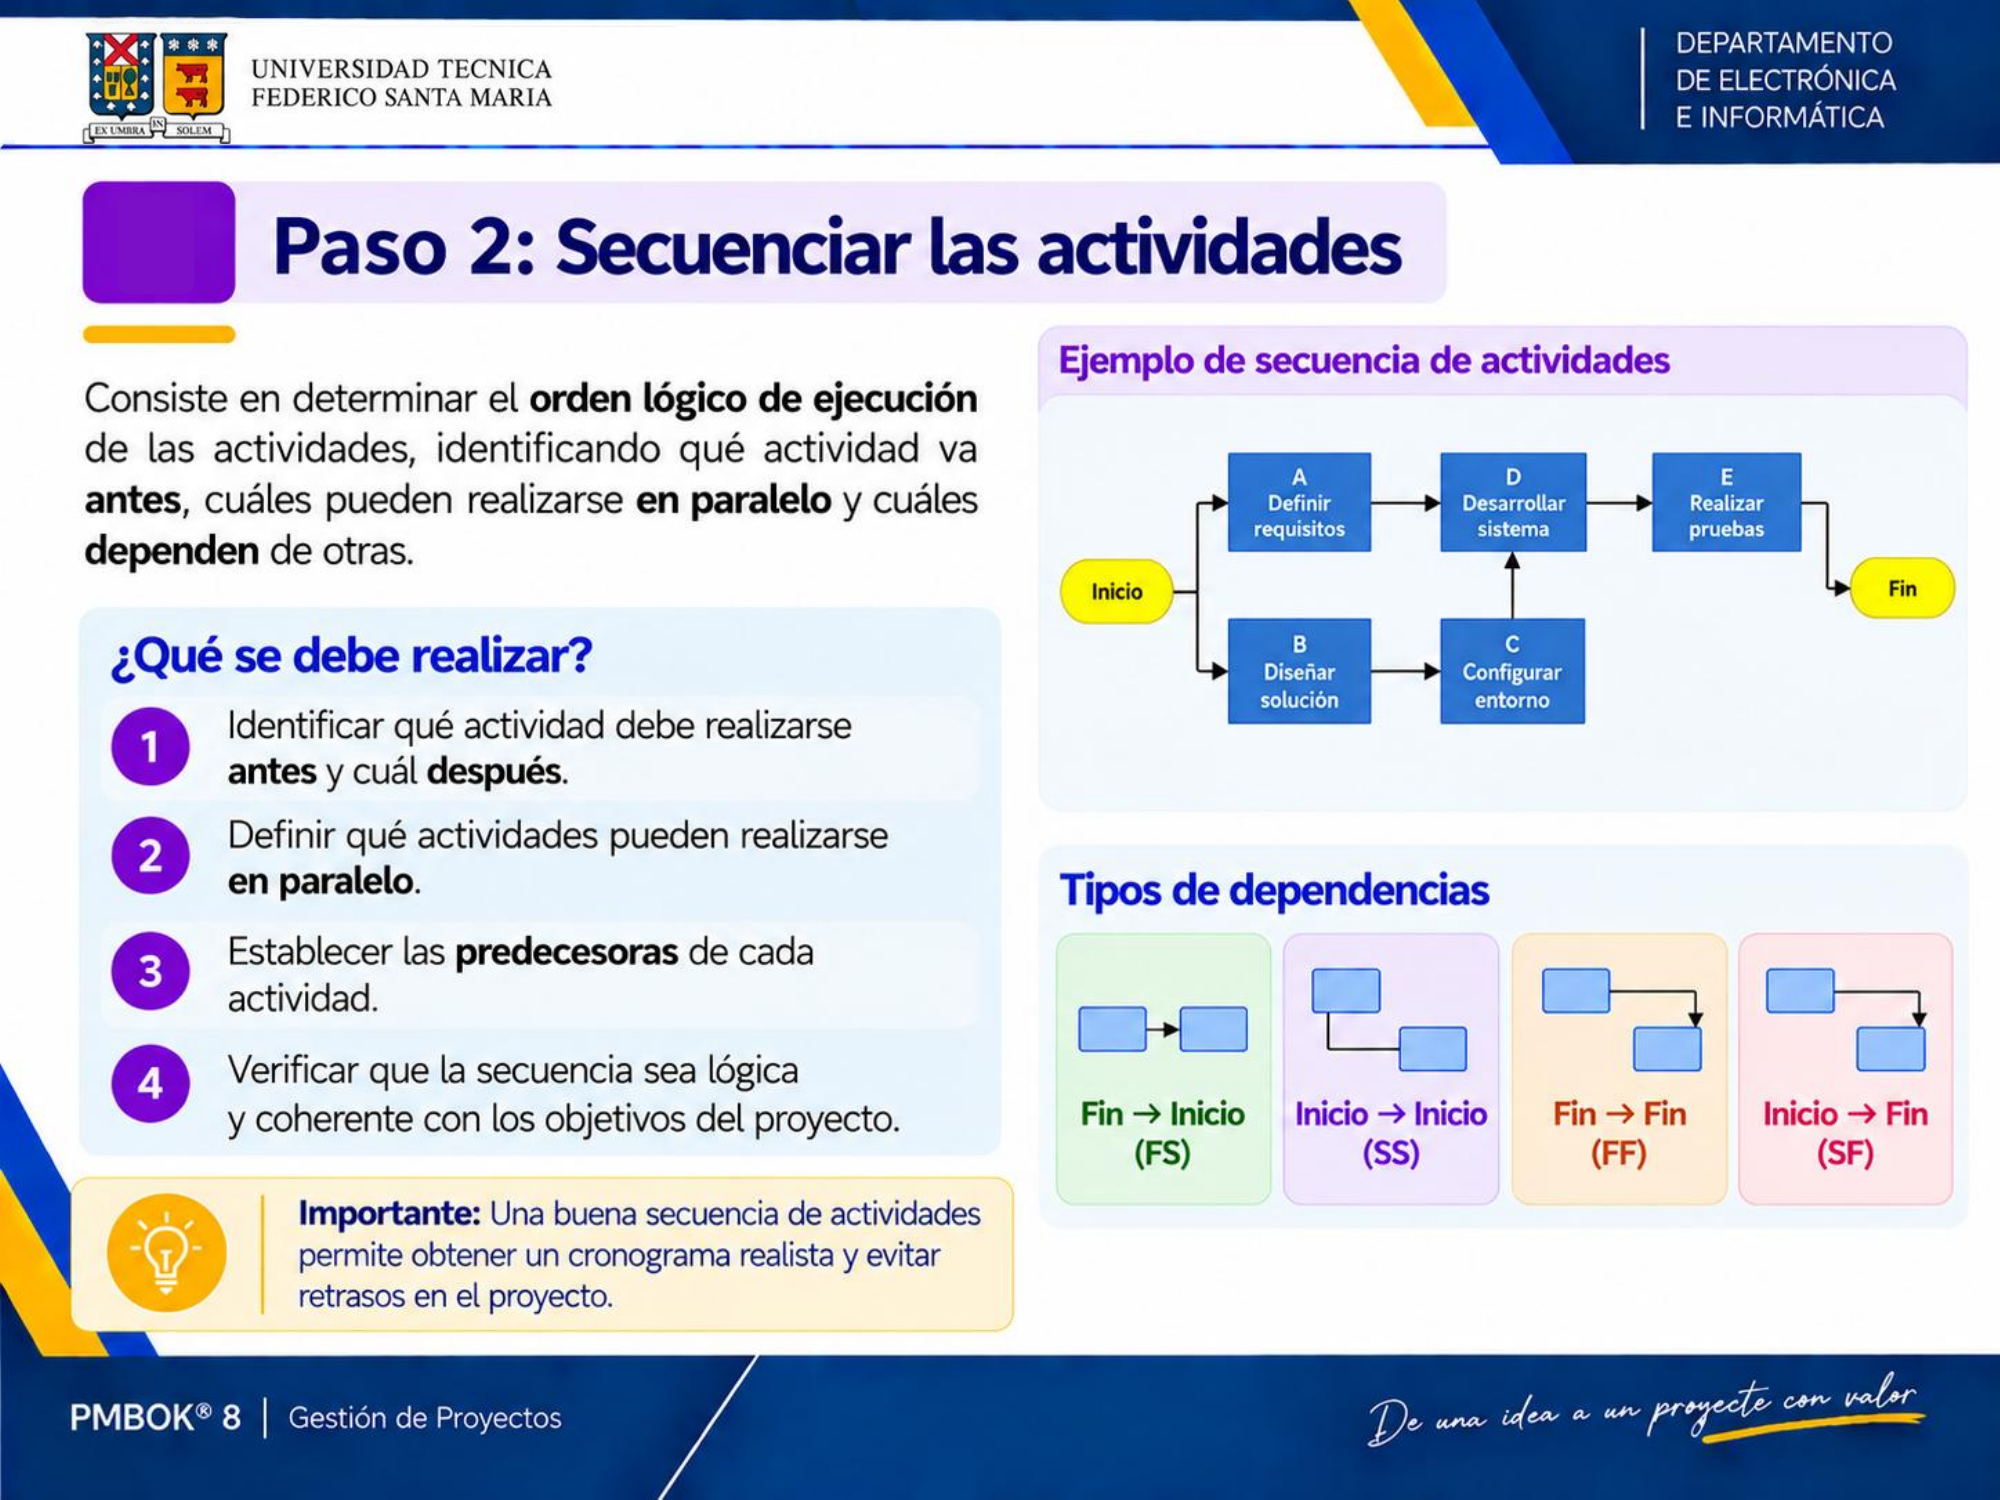 UNIVERSIDAD TECNICA
FEDERICO SANTA MARIA
EX UMBRA IN SOLEM
DEPARTAMENTO
DE ELECTRÓNICA
E INFORMÁTICA
Paso 2: Secuenciar las actividades
Consiste en determinar el orden lógico de ejecución
de las actividades, identificando qué actividad va
antes, cuáles pueden realizarse en paralelo y cuáles
dependen de otras.
¿Qué se debe realizar?
1
Identificar qué actividad debe realizarse
antes y cuál después.
2
Definir qué actividades pueden realizarse
en paralelo.
3
Establecer las predecesoras de cada
actividad.
4
Verificar que la secuencia sea lógica
y coherente con los objetivos del proyecto.
Importante: Una buena secuencia de actividades
permite obtener un cronograma realista y evitar
retrasos en el proyecto.
Ejemplo de secuencia de actividades
Inicio
A
Definir
requisitos
D
Desarrollar
sistema
E
Realizar
pruebas
Fin
B
Diseñar
solución
C
Configurar
entorno
Tipos de dependencias
Fin → Inicio
(FS)
Inicio → Inicio
(SS)
Fin → Fin
(FF)
Inicio → Fin
(SF)
PMBOK® 8 | Gestión de Proyectos
De una idea a un proyecte con valor